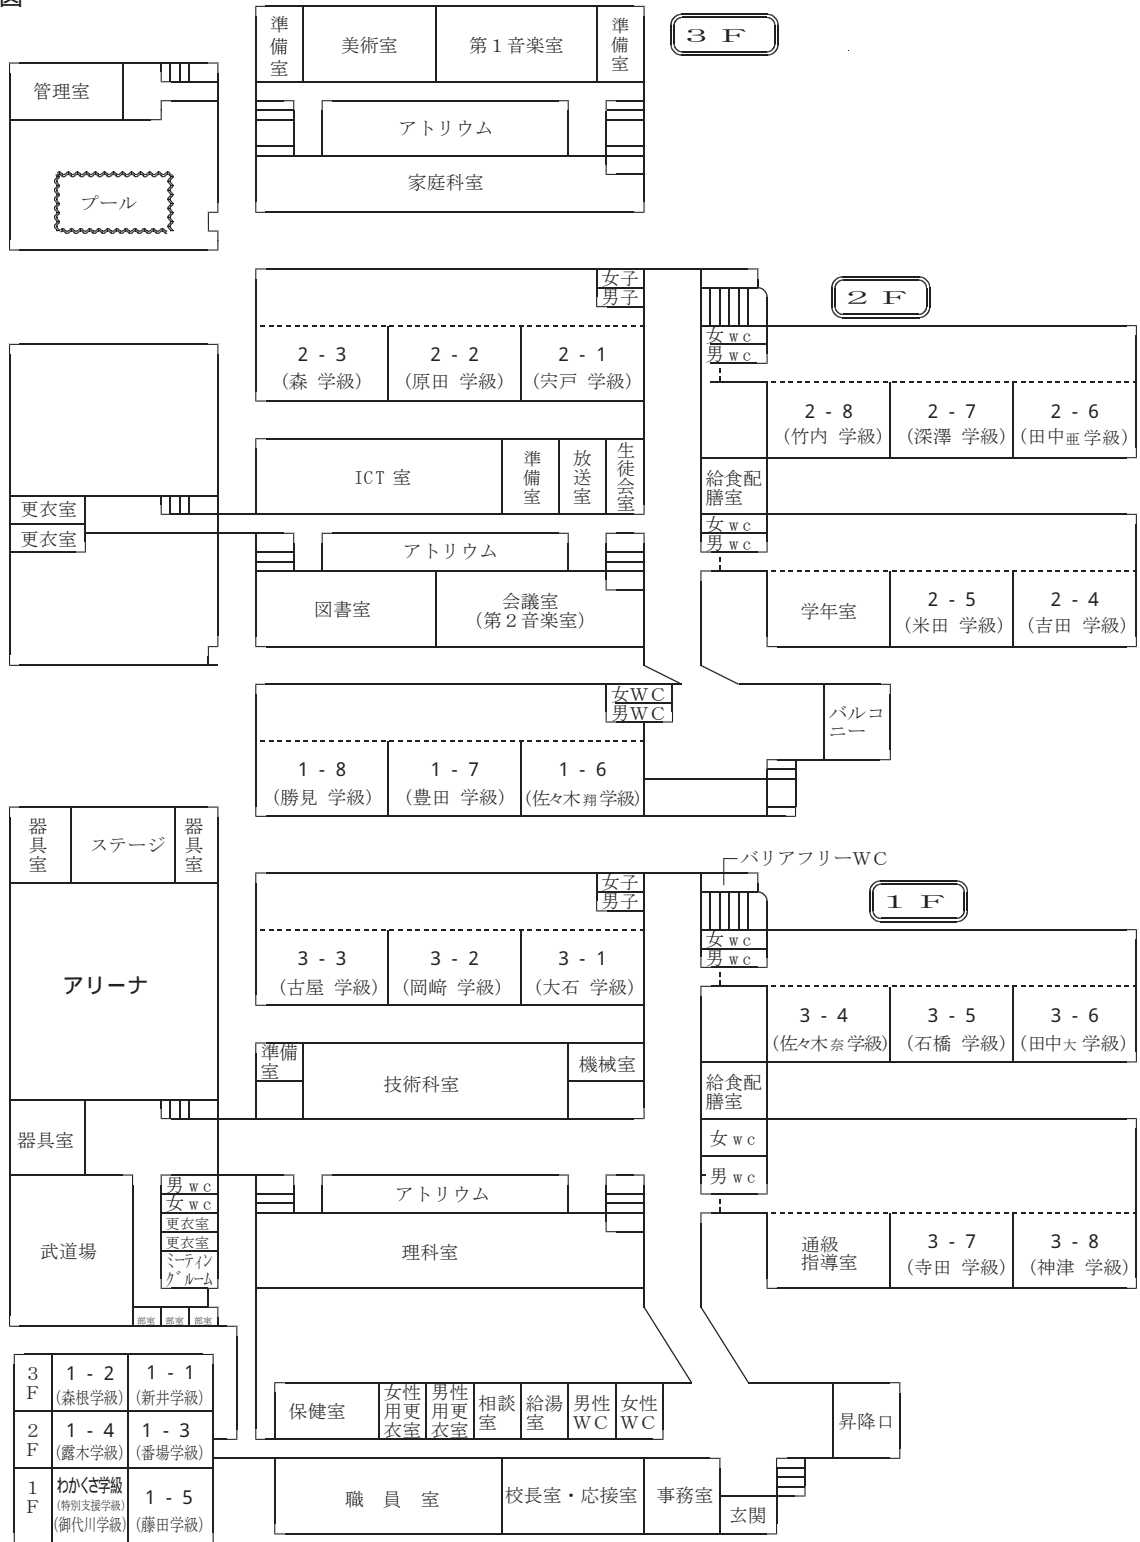 図
準備室
美術室
第１音楽室
準備室
３ Ｆ
管理室
アトリウム
家庭科室
プール
女子
男子
２ Ｆ
2 - 3
(森 学級)
2 - 2
(原田 学級)
2 - 1
(宍戸 学級)
女ｗｃ
男ｗｃ
2 - 8
(竹内 学級)
2 - 7
(深澤 学級)
2 - 6
(田中亜 学級)
ICT 室
準備室
放送室
生徒会室
給食配
膳室
更衣室
更衣室
女ｗｃ
男ｗｃ
アトリウム
図書室
会議室
(第２音楽室)
学年室
2 - 5
(米田 学級)
2 - 4
(吉田 学級)
女ＷＣ
男ＷＣ
バルコ
ニー
1 - 8
(勝見 学級)
1 - 7
(豊田 学級)
1 - 6
(佐々木翔学級)
器具室
ステージ
器具室
バリアフリーＷＣ
女子
男子
１ Ｆ
アリーナ
3 - 3
(古屋 学級)
3 - 2
(岡﨑 学級)
3 - 1
(大石 学級)
女ｗｃ
男ｗｃ
3 - 4
(佐々木奈学級)
3 - 5
(石橋 学級)
3 - 6
(田中大 学級)
準備
室
技術科室
機械室
給食配
膳室
器具室
女ｗｃ
男ｗｃ
男ｗｃ
女ｗｃ
更衣室
更衣室
ミーティン
グルーム
アトリウム
武道場
理科室
通級
指導室
3 - 7
(寺田 学級)
3 - 8
(神津 学級)
部室
部室
部室
３Ｆ
1 - 2
(森根学級)
1 - 1
(新井学級)
２Ｆ
1 - 4
(露木学級)
1 - 3
(番場学級)
１Ｆ
わかくさ学級
(特別支援学級)
(御代川学級)
1 - 5
(藤田学級)
保健室
女性
用更
衣室
男性
用更
衣室
相談
室
給湯
室
男性
ＷＣ
女性
ＷＣ
昇降口
職 員 室
校長室・応接室
事務室
玄関